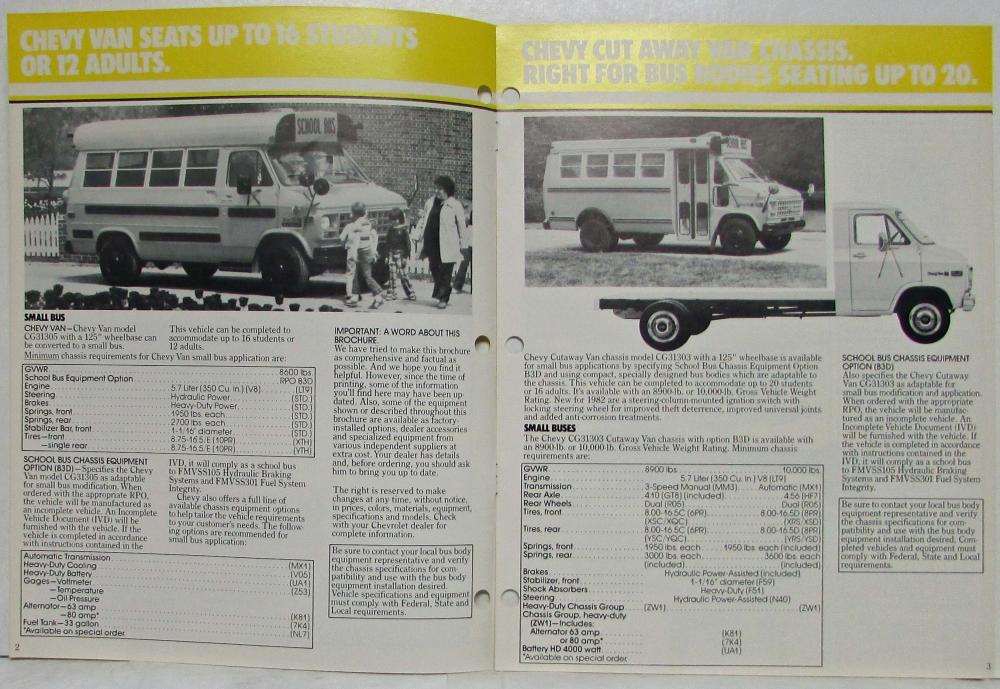 CHEVY VAN SEATS UP TO 16 STUDENTS
OR 12 ADULTS.
SCHOOL BUS
SMALL BUS
CHEVY VAN—Chevy Van model
CG31305 with a 125" wheelbase can
be converted to a small bus.
This vehicle can be completed to
accommodate up to 16 students or
12 adults.
Minimum chassis requirements for Chevy Van small bus application are:
GVWR 8600 lbs
School Bus Equipment Option RPO B3D
Engine 5.7 Liter (350 Cu. In.) (V8) (LT9)
Steering Hydraulic Power (STD.)
Brakes Heavy-Duty Power (STD.)
Springs, front 1950 lbs each (STD.)
Springs, rear 2700 lbs each (STD.)
Stabilizer Bar, front 1-1/16" diameter (STD.)
Tires—front 8.75-16.5/E (10PR) (YTH)
—single rear 8.75-16.5/E (10PR) (YTH)
SCHOOL BUS CHASSIS EQUIPMENT
OPTION (B3D)—Specifies the Chevy
Van model CG31305 as adaptable
for small bus modification. When
ordered with the appropriate RPO,
the vehicle will be manufactured as
an incomplete vehicle. An Incomplete
Vehicle Document (IVD) will be
furnished with the vehicle. If the
vehicle is completed in accordance
with instructions contained in the
IVD, it will comply as a school bus
to FMVSS105 Hydraulic Braking
Systems and FMVSS301 Fuel System
Integrity.
Chevy also offers a full line of
available chassis equipment options
to help tailor the vehicle requirements
to your customer's needs. The follow-
ing options are recommended for
small bus application:
Automatic Transmission (MX1)
Heavy-Duty Cooling (V05)
Heavy-Duty Battery (UA1)
Gages—Voltmeter (Z53)
—Temperature
—Oil Pressure
Alternator—63 amp (K81)
—80 amp* (7K4)
Fuel Tank—33 gallon (NL7)
*Available on special order
2
IMPORTANT: A WORD ABOUT THIS
BROCHURE.
We have tried to make this brochure
as comprehensive and factual as
possible. And we hope you find it
helpful. However, since the time of
printing, some of the information
you'll find here may have been up-
dated. Also, some of the equipment
shown or described throughout this
brochure are available as factory-
installed options, dealer accessories
and specialized equipment from
various independent suppliers at
extra cost. Your dealer has details
and, before ordering, you should ask
him to bring you up to date.
The right is reserved to make
changes at any time, without notice,
in prices, colors, materials, equipment,
specifications and models. Check
with your Chevrolet dealer for
complete information.
Be sure to contact your local bus body
equipment representative and verify
the chassis specifications for com-
patibility and use with the bus body
equipment installation desired.
Vehicle specifications and equipment
must comply with Federal, State and
Local requirements.
CHEVY CUT AWAY VAN CHASSIS.
RIGHT FOR BUS BODIES SEATING UP TO 20.
Chevy Cutaway Van chassis model CG31303 with a 125" wheelbase is available
for small bus applications by specifying School Bus Chassis Equipment Option
B3D and using compact, specially designed bus bodies which are adaptable to
the chassis. This vehicle can be completed to accommodate up to 20 students
or 16 adults. It's available with an 8900-lb. or 10,000-lb. Gross Vehicle Weight
Rating. New for 1982 are a steering-column-mounted ignition switch with
locking steering wheel for improved theft deterrence, improved universal joints
and added anti-corrosion treatments.
SMALL BUSES
The Chevy CG31303 Cutaway Van chassis with option B3D is available with
an 8900-lb. or 10,000-lb. Gross Vehicle Weight Rating. Minimum chassis
requirements are:
GVWR 8900 lbs. 10,000 lbs.
Engine 5.7 Liter (350 Cu. In.) V8 (LT9)
Transmission 3-Speed Manual (MM3) Automatic (MX1)
Rear Axle 4.10 (GT8) (included) 4.56 (HF7)
Rear Wheels Dual (R05) Dual (R05)
Tires, front 8.00-16.5C (6PR) 8.00-16.5D (8PR)
(XSC/XQC) (XRS/XSD)
Tires, rear 8.00-16.5C (6PR) 8.00-16.5D (8PR)
(YSC/YQC) (YRS/YSD)
Springs, front 1950 lbs. each 1950 lbs. each (included)
Springs, rear 3000 lbs. each 3600 lbs. each
(included) (included)
Brakes Hydraulic Power-Assisted (included)
Stabilizer, front 1-1/16" diameter (F59)
Shock Absorbers Heavy-Duty (F51)
Steering Hydraulic Power-Assisted (N40)
Heavy-Duty Chassis Group (ZW1) (ZW1)
Chassis Group, heavy-duty
(ZW1)—Includes:
Alternator 63 amp (K81)
or 80 amp* (7K4)
Battery HD 4000 watt (UA1)
*Available on special order
SCHOOL BUS CHASSIS EQUIPMENT
OPTION (B3D)
Also specifies the Cutaway
Van CG31303 as adaptable for
small bus modification and application.
When ordered with the appropriate
RPO, the vehicle will be manufac-
tured as an incomplete vehicle. An
Incomplete Vehicle Document (IVD)
will be furnished with the vehicle. If
the vehicle is completed in accordance
with instructions contained in the
IVD, it will comply as a school bus
to FMVSS105 Hydraulic Braking
Systems and FMVSS301 Fuel System
Integrity.
Be sure to contact your local bus body
equipment representative and verify
the chassis specifications for com-
patibility and use with the bus body
equipment installation desired. Com-
pleted vehicles and equipment must
comply with Federal, State and Local
requirements.
3